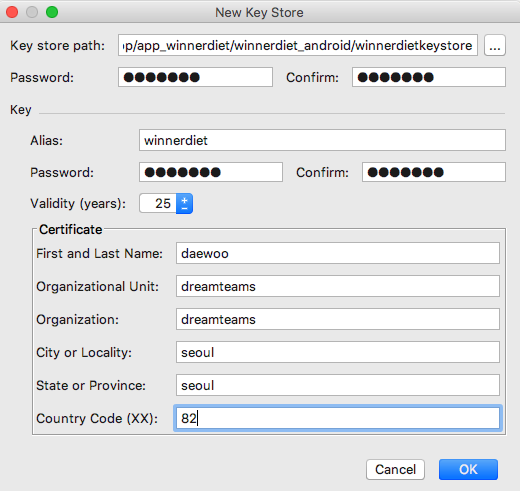 New Key Store
Key store path: p/app_winnerdiet/winnerdiet_android/winnerdietkeystore ...
Password: ●●●●●●● Confirm: ●●●●●●●
Key
Alias: winnerdiet
Password: ●●●●●●● Confirm: ●●●●●●●
Validity (years): 25
Certificate
First and Last Name: daewoo
Organizational Unit: dreamteams
Organization: dreamteams
City or Locality: seoul
State or Province: seoul
Country Code (XX): 82
Cancel OK